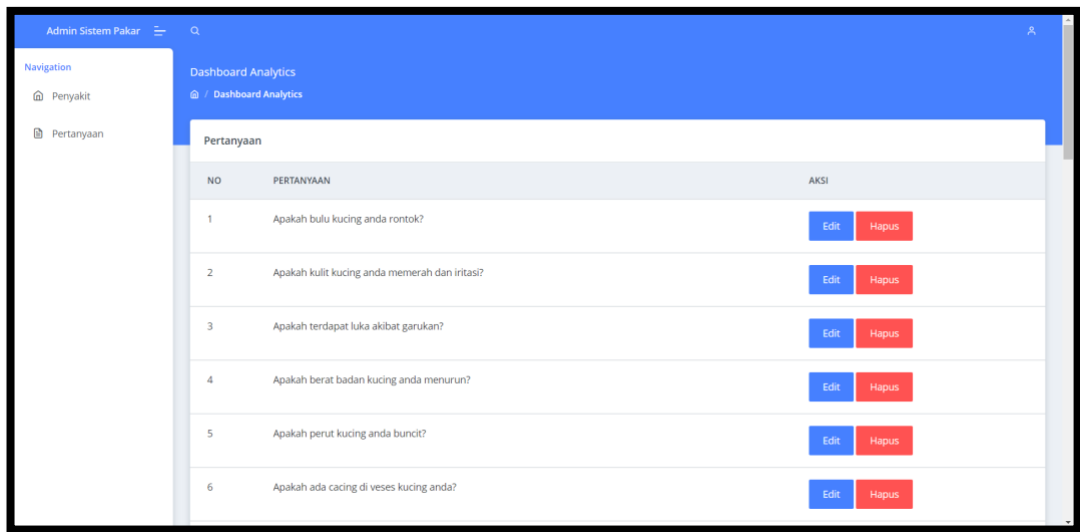 Admin Sistem Pakar
Navigation
Penyakit
Pertanyaan
Dashboard Analytics
/ Dashboard Analytics
Pertanyaan
NO PERTANYAAN AKSI
1 Apakah bulu kucing anda rontok? Edit Hapus
2 Apakah kulit kucing anda memerah dan iritasi? Edit Hapus
3 Apakah terdapat luka akibat garukan? Edit Hapus
4 Apakah berat badan kucing anda menurun? Edit Hapus
5 Apakah perut kucing anda buncit? Edit Hapus
6 Apakah ada cacing di veses kucing anda? Edit Hapus